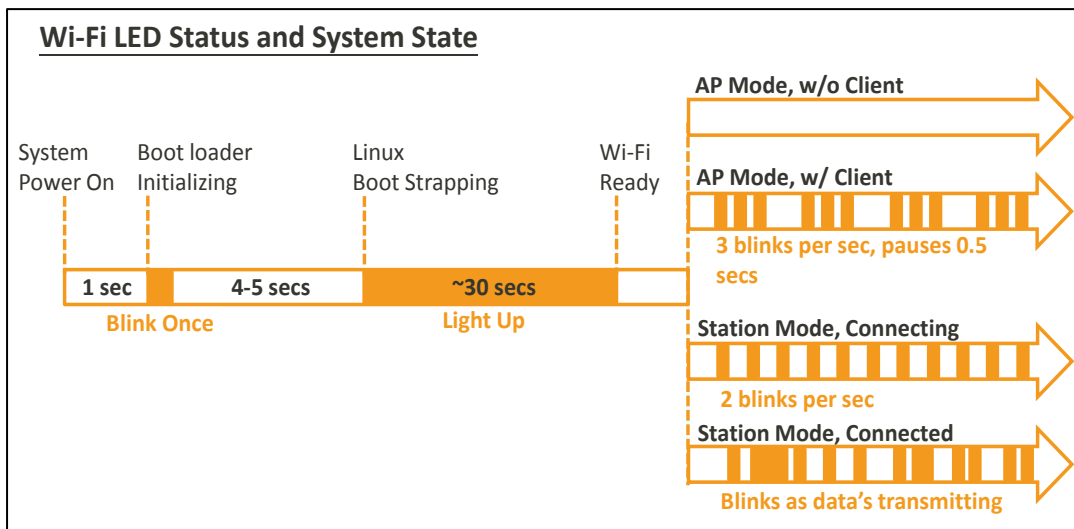 Wi-Fi LED Status and System State
AP Mode, w/o Client
System
Power On
Boot loader
Initializing
Linux
Boot Strapping
Wi-Fi
Ready
AP Mode, w/ Client
3 blinks per sec, pauses 0.5
secs
1 sec
4-5 secs
~30 secs
Blink Once
Light Up
Station Mode, Connecting
2 blinks per sec
Station Mode, Connected
Blinks as data's transmitting